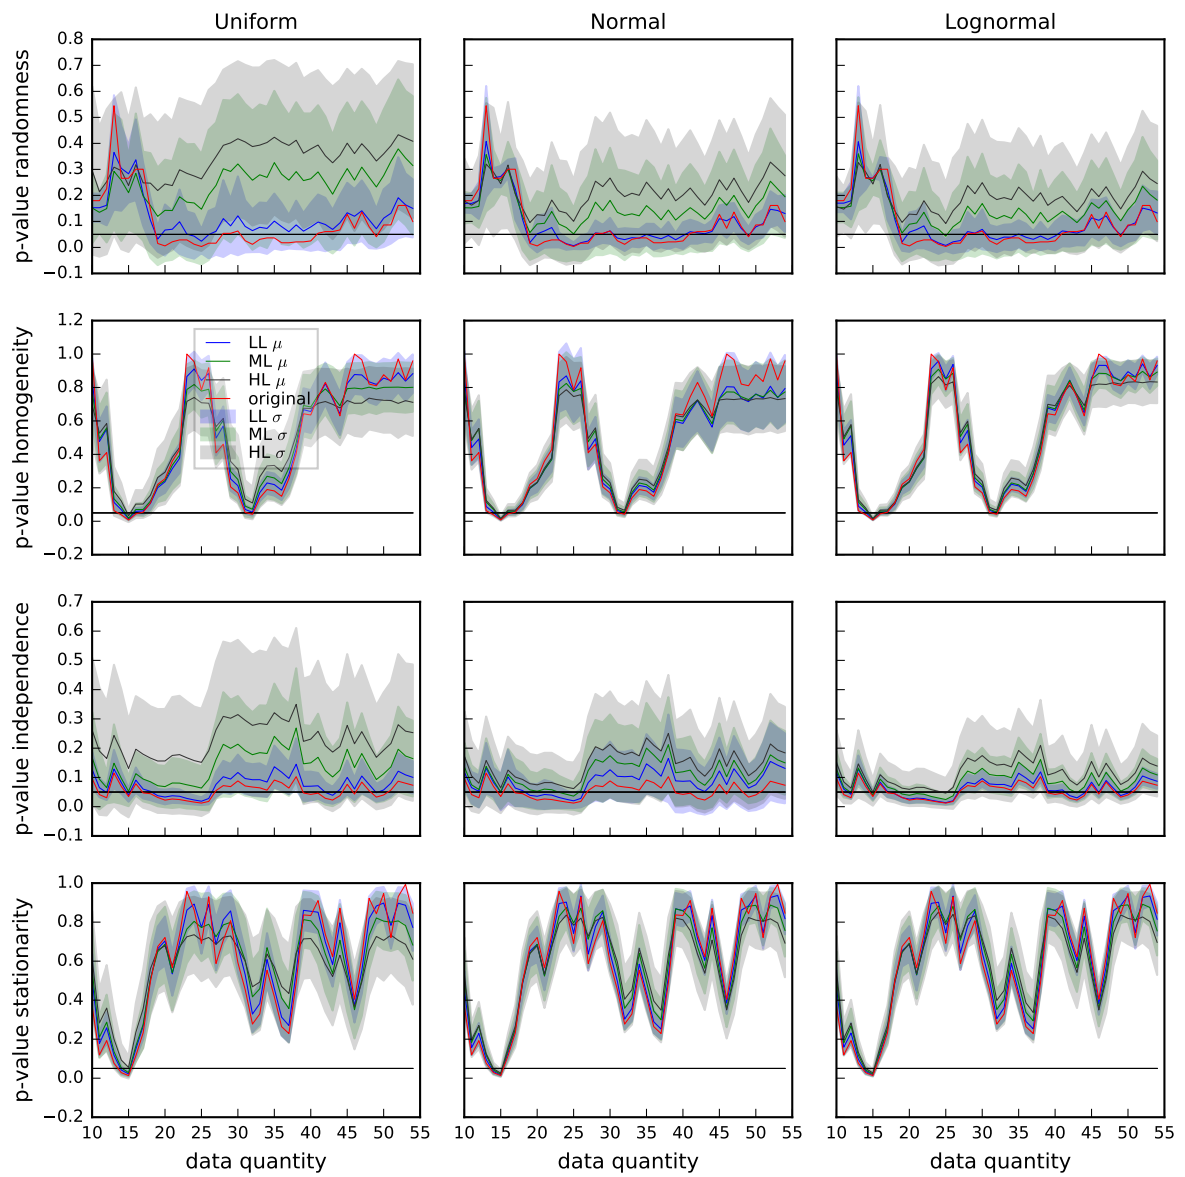 Uniform Normal Lognormal
p-value randomness
0.8
0.7
0.6
0.5
0.4
0.3
0.2
0.1
0.0
−0.1
p-value homogeneity
1.2
1.0
0.8
0.6
0.4
0.2
0.0
−0.2
LL μ
ML μ
HL μ
original
LL σ
ML σ
HL σ
p-value independence
0.7
0.6
0.5
0.4
0.3
0.2
0.1
0.0
−0.1
p-value stationarity
1.0
0.8
0.6
0.4
0.2
0.0
−0.2
10 15 20 25 30 35 40 45 50 55 10 15 20 25 30 35 40 45 50 55 10 15 20 25 30 35 40 45 50 55
data quantity data quantity data quantity